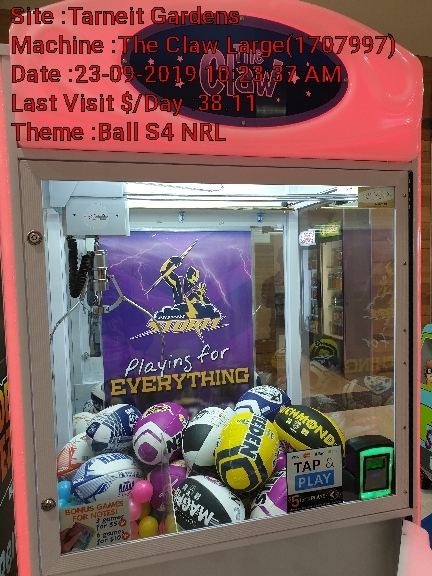 Site :Tarneit Gardens
Machine :The Claw Large(1707997)
Date :23-09-2019 10:23:37 AM
Last Visit $/Day :38.11
Theme :Ball S4 NRL
The
Claw
STORM
Playing for
EVERYTHING
RICHMOND
TAP &
PLAY
BONUS GAMES
FOR NOTES!